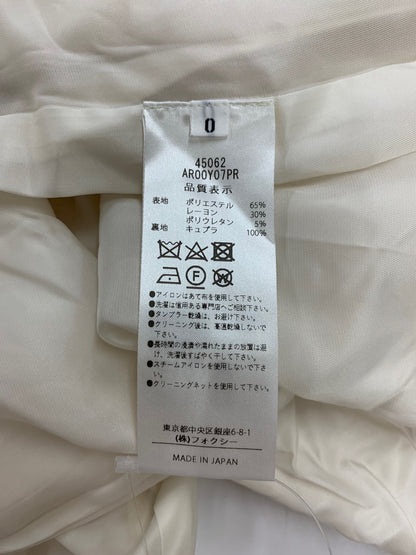 0
45062
AR00Y07PR
品質表示
表地 ポリエステル 65%
レーヨン 30%
ポリウレタン 5%
裏地 キュプラ 100%
F W
●アイロンはあて布を使用して下さい。
●洗濯は信用ある専門店へご相談下さい。
●タンブラー乾燥は、お避け下さい。
●クリーニング後は、高温乾燥しないで下さい。
●長時間の浸漬や濡れたままの放置は避け、洗濯後すばやく干して下さい。
●スチームアイロンを使用しないで下さい。
●クリーニングネットを使用して下さい。
東京都中央区銀座6-8-1
(株)フォクシー
MADE IN JAPAN